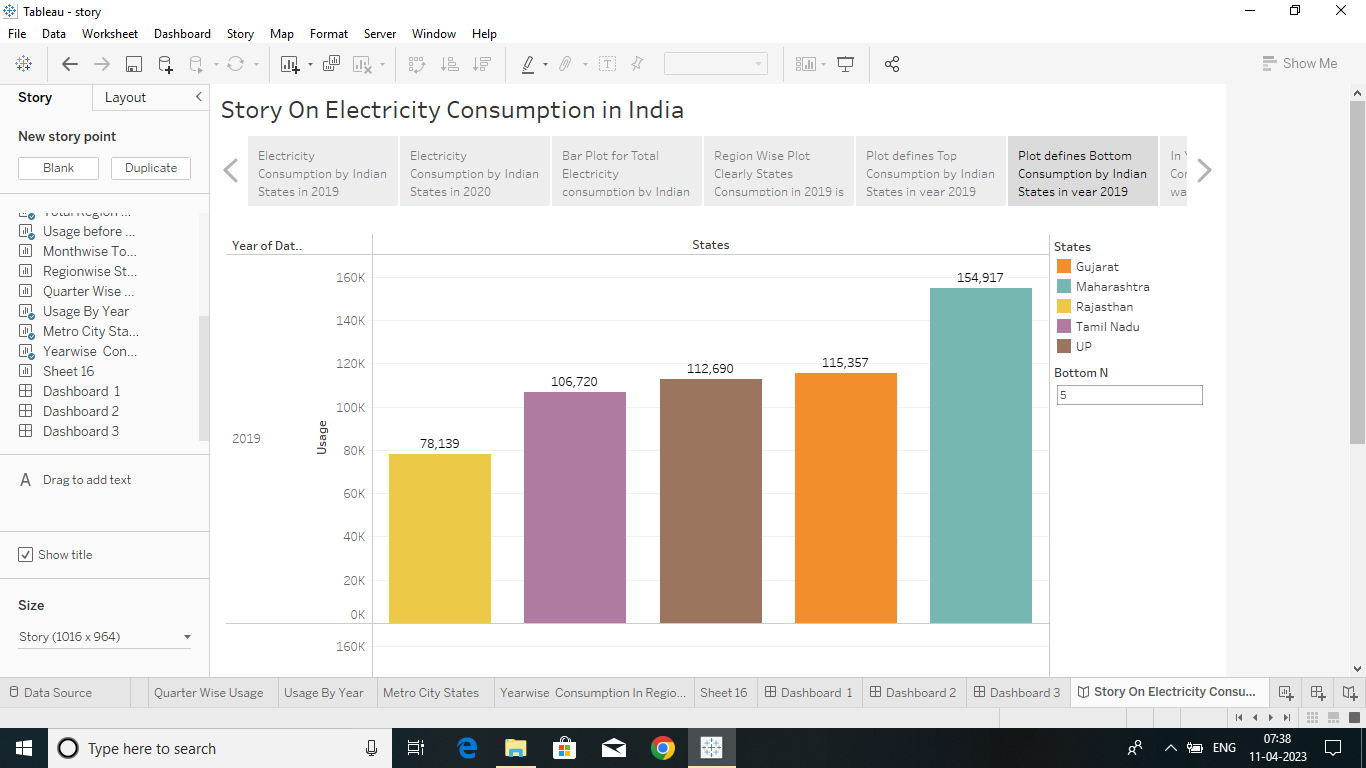 Tableau - story
File Data Worksheet Dashboard Story Map Format Server Window Help
Show Me
Story Layout
New story point
Blank Duplicate
Total Region ...
Usage before ...
Monthwise To...
Regionwise St...
Quarter Wise ...
Usage By Year
Metro City Sta...
Yearwise Con...
Sheet 16
Dashboard 1
Dashboard 2
Dashboard 3
A Drag to add text
Show title
Size
Story (1016 x 964)
Story On Electricity Consumption in India
Electricity
Consumption by Indian
States in 2019
Electricity
Consumption by Indian
States in 2020
Bar Plot for Total
Electricity
consumption by Indian
Region Wise Plot
Clearly States
Consumption in 2019 is
Plot defines Top
Consumption by Indian
States in year 2019
Plot defines Bottom
Consumption by Indian
States in year 2019
In
Con
wa
Year of Dat..
States
160K
140K
120K
100K
80K
60K
40K
20K
0K
160K
2019
Usage
78,139
106,720
112,690
115,357
154,917
States
Gujarat
Maharashtra
Rajasthan
Tamil Nadu
UP
Bottom N
5
Data Source Quarter Wise Usage Usage By Year Metro City States Yearwise Consumption In Regio... Sheet 16 Dashboard 1 Dashboard 2 Dashboard 3 Story On Electricity Consu...
Type here to search
ENG
07:38
11-04-2023